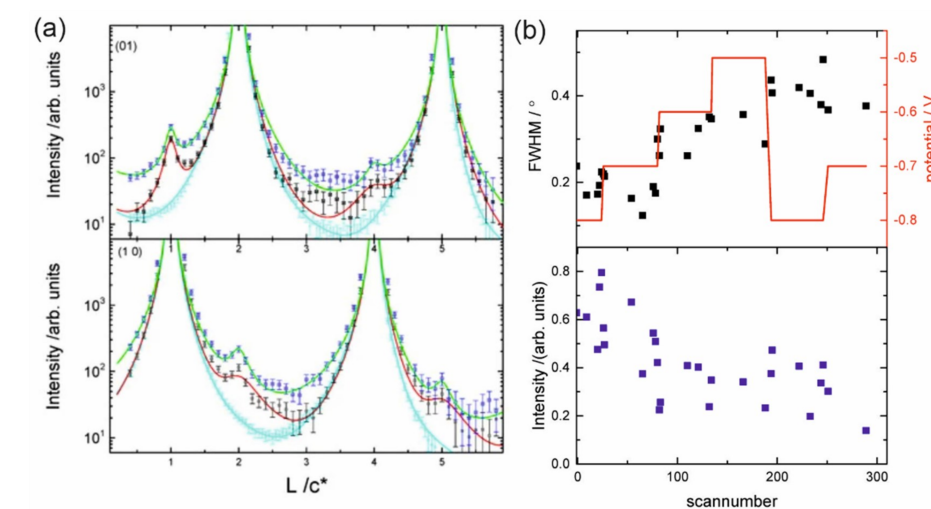 (a)
(01)
Intensity /arb. units
10³
10²
10¹
1 2 3 4 5
(1 0)
Intensity /arb. units
10³
10²
10¹
1 2 3 4 5
L /c*
(b)
FWHM / °
0.4
0.2
-0.5
-0.6
-0.7
-0.8
potential / V
Intensity /(arb. units)
0.8
0.6
0.4
0.2
0.0
0 100 200 300
scannumber